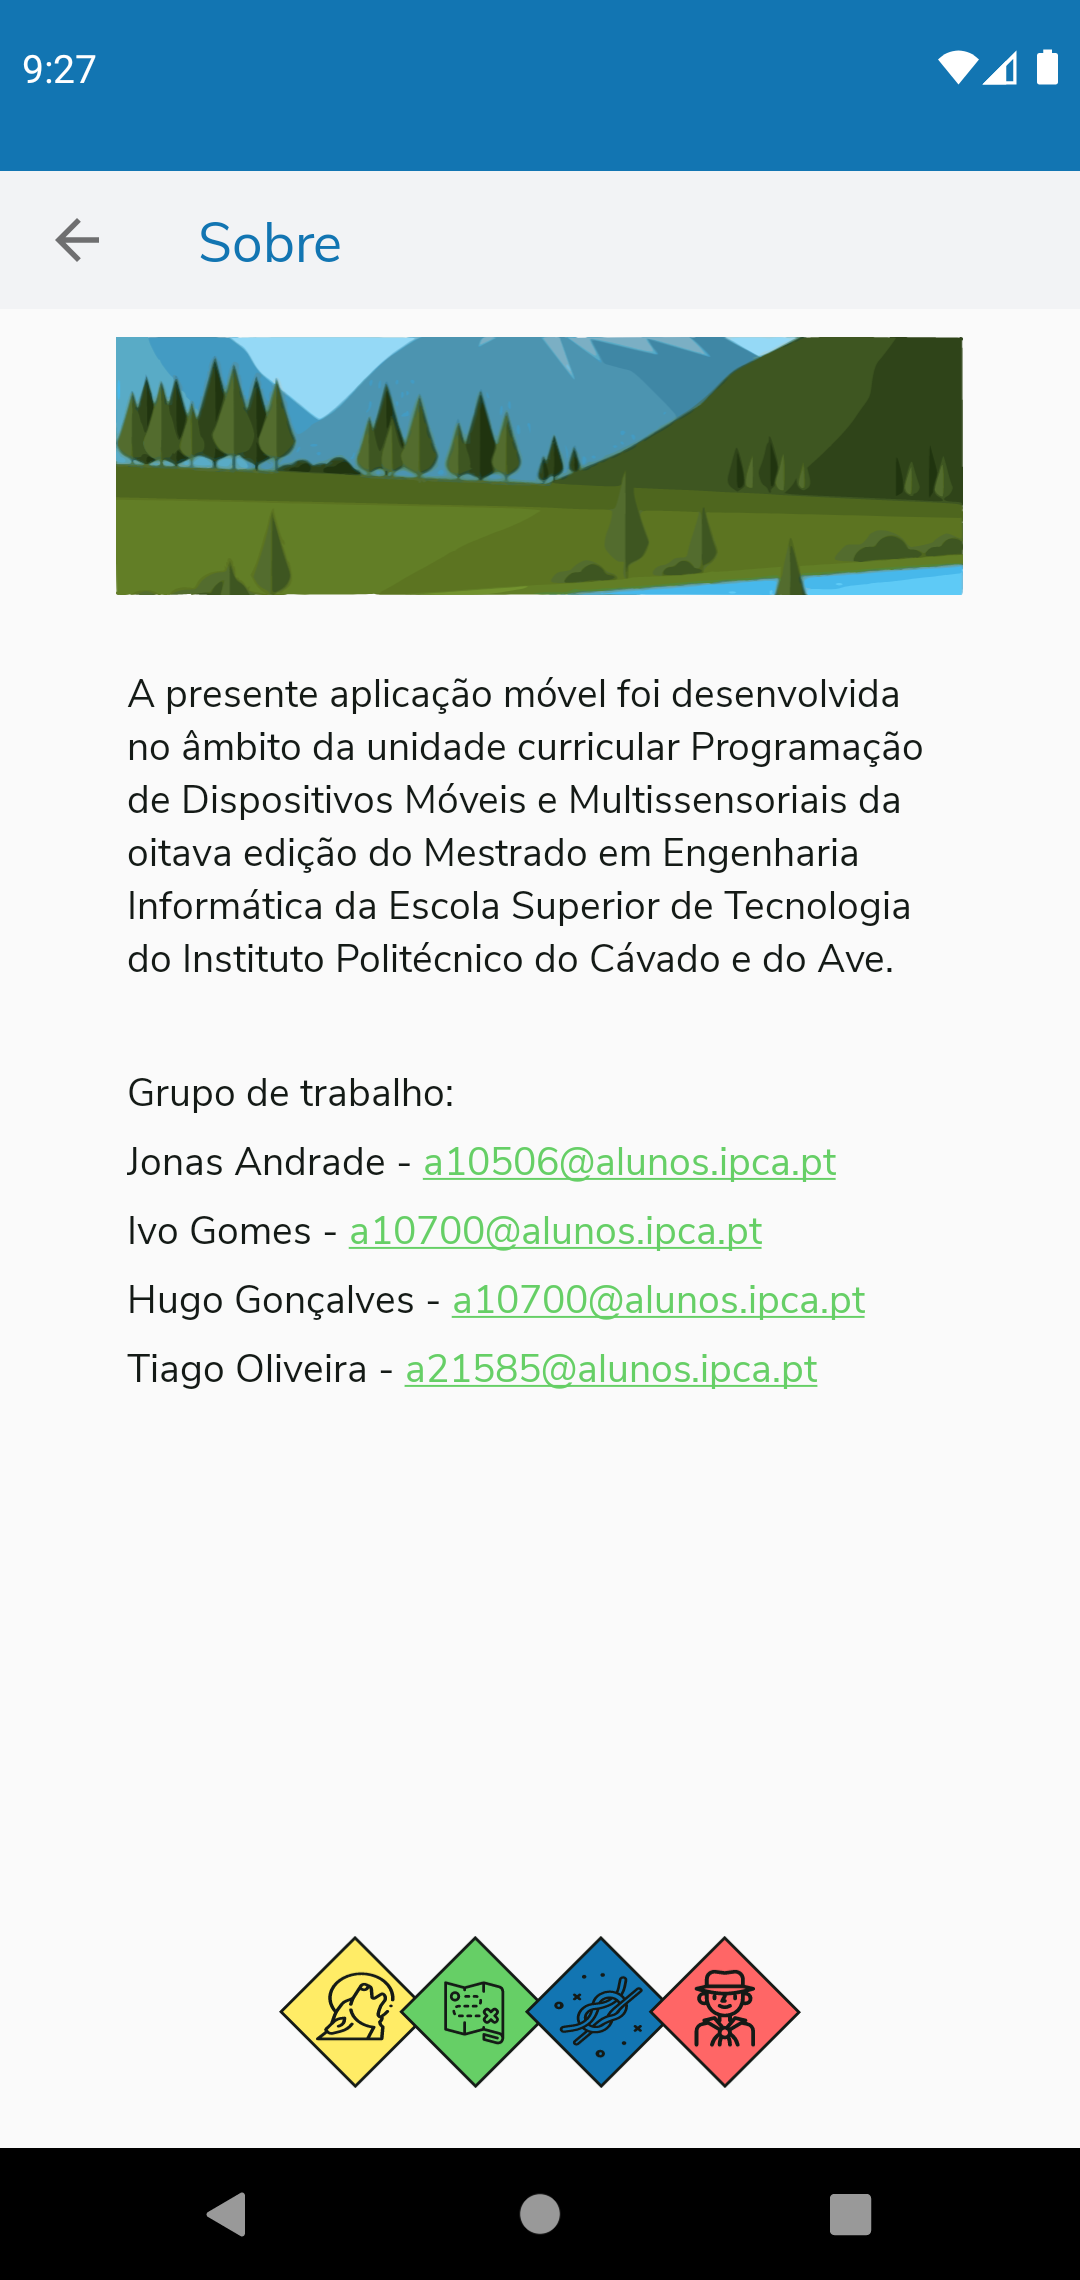 9:27
Sobre
A presente aplicação móvel foi desenvolvida
no âmbito da unidade curricular Programação
de Dispositivos Móveis e Multissensoriais da
oitava edição do Mestrado em Engenharia
Informática da Escola Superior de Tecnologia
do Instituto Politécnico do Cávado e do Ave.
Grupo de trabalho:
Jonas Andrade - a10506@alunos.ipca.pt
Ivo Gomes - a10700@alunos.ipca.pt
Hugo Gonçalves - a10700@alunos.ipca.pt
Tiago Oliveira - a21585@alunos.ipca.pt